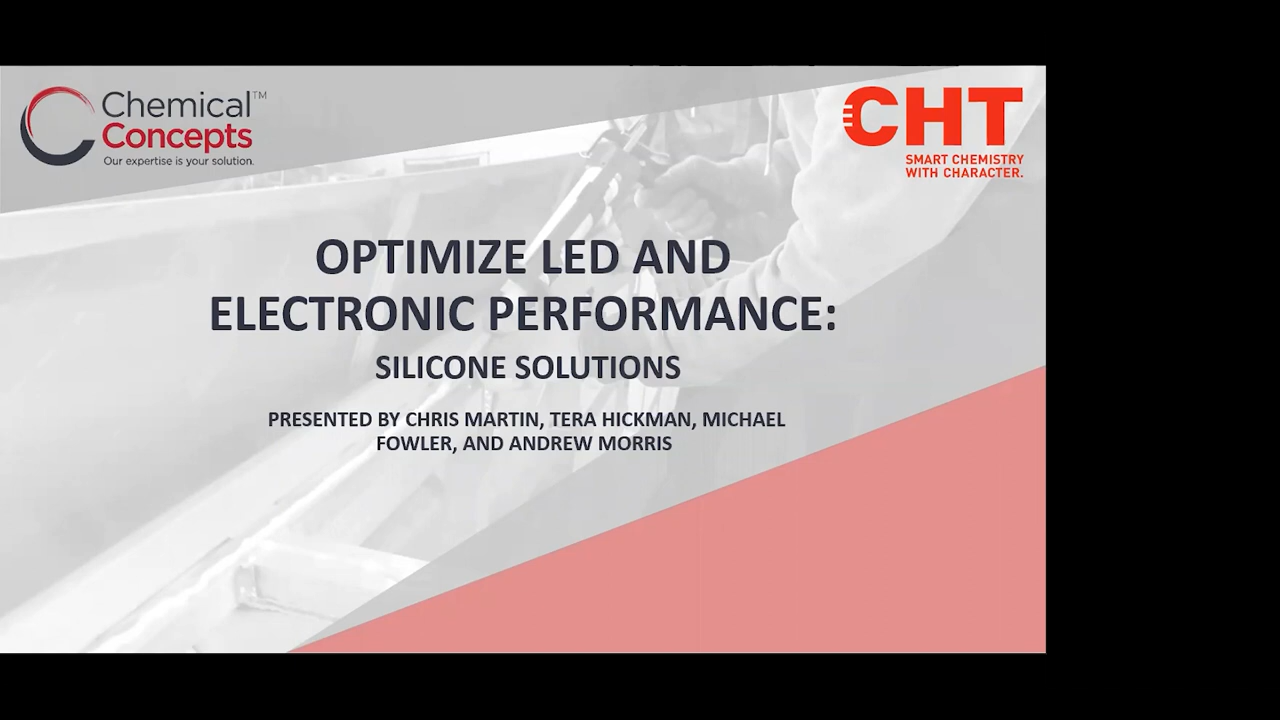 Chemical™
Concepts
Our expertise is your solution.
CHT
SMART CHEMISTRY
WITH CHARACTER.
OPTIMIZE LED AND
ELECTRONIC PERFORMANCE:
SILICONE SOLUTIONS
PRESENTED BY CHRIS MARTIN, TERA HICKMAN, MICHAEL
FOWLER, AND ANDREW MORRIS